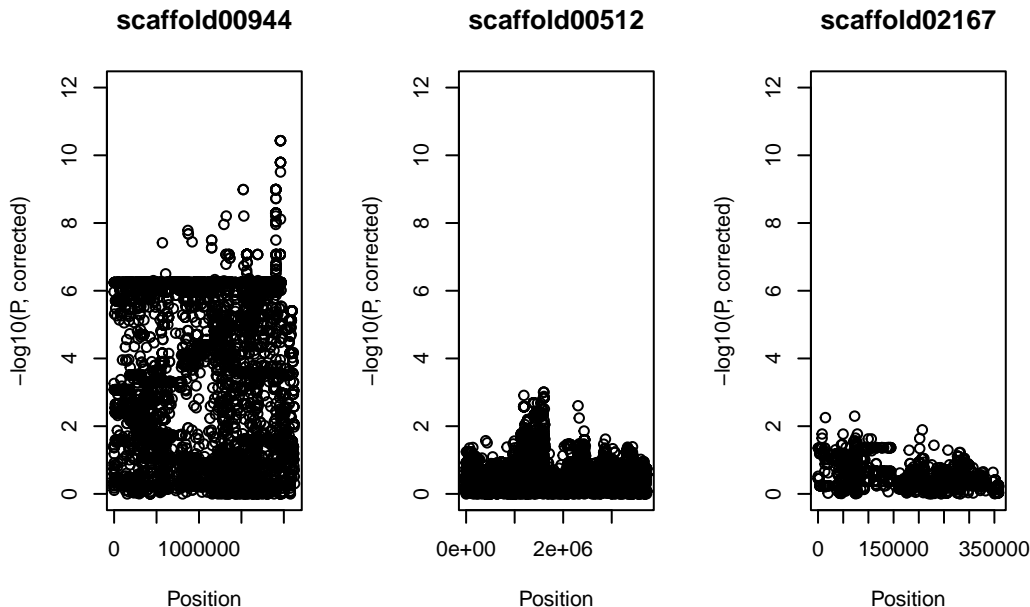 scaffold00944
12
10
8
6
4
2
0
−log10(P, corrected)
0 1000000
Position
scaffold00512
12
10
8
6
4
2
0
−log10(P, corrected)
0e+00 2e+06
Position
scaffold02167
12
10
8
6
4
2
0
−log10(P, corrected)
0 150000 350000
Position